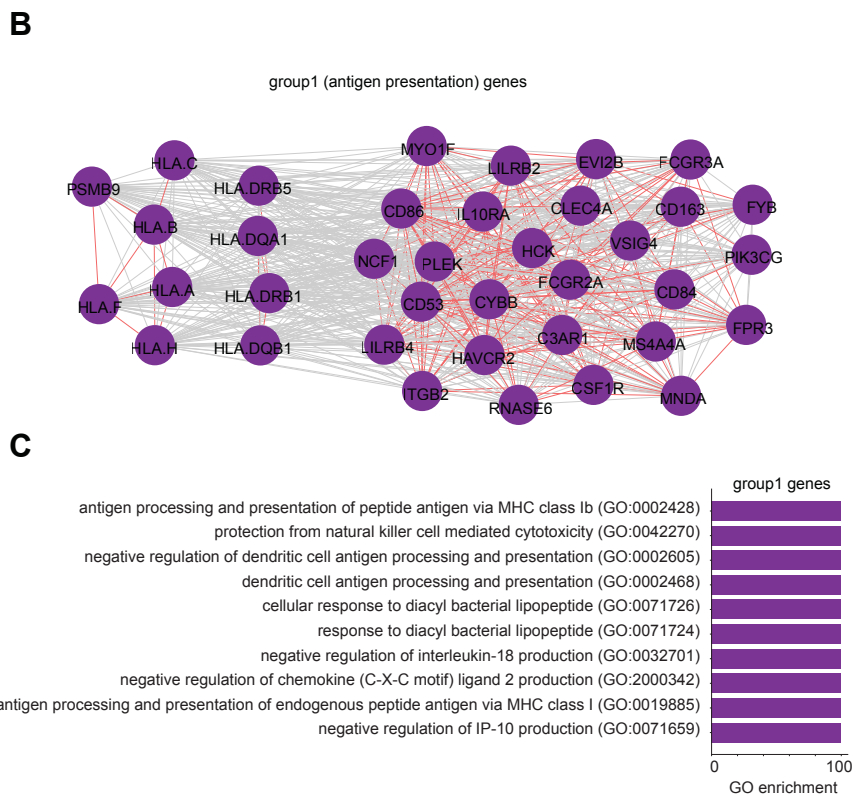 B
group1 (antigen presentation) genes
MYO1F
HLA.C
LILRB2
EVI2B
FCGR3A
PSMB9
HLA.DRB5
CD86
IL10RA
CLEC4A
CD163
FYB
HLA.B
HLA.DQA1
NCF1
PLEK
HCK
VSIG4
PIK3CG
HLA.F
HLA.A
HLA.DRB1
CD53
CYBB
FCGR2A
CD84
FPR3
HLA.H
HLA.DQB1
LILRB4
HAVCR2
C3AR1
MS4A4A
ITGB2
RNASE6
CSF1R
MNDA
C
group1 genes
antigen processing and presentation of peptide antigen via MHC class Ib (GO:0002428)
protection from natural killer cell mediated cytotoxicity (GO:0042270)
negative regulation of dendritic cell antigen processing and presentation (GO:0002605)
dendritic cell antigen processing and presentation (GO:0002468)
cellular response to diacyl bacterial lipopeptide (GO:0071726)
response to diacyl bacterial lipopeptide (GO:0071724)
negative regulation of interleukin-18 production (GO:0032701)
negative regulation of chemokine (C-X-C motif) ligand 2 production (GO:2000342)
antigen processing and presentation of endogenous peptide antigen via MHC class I (GO:0019885)
negative regulation of IP-10 production (GO:0071659)
0 100
GO enrichment